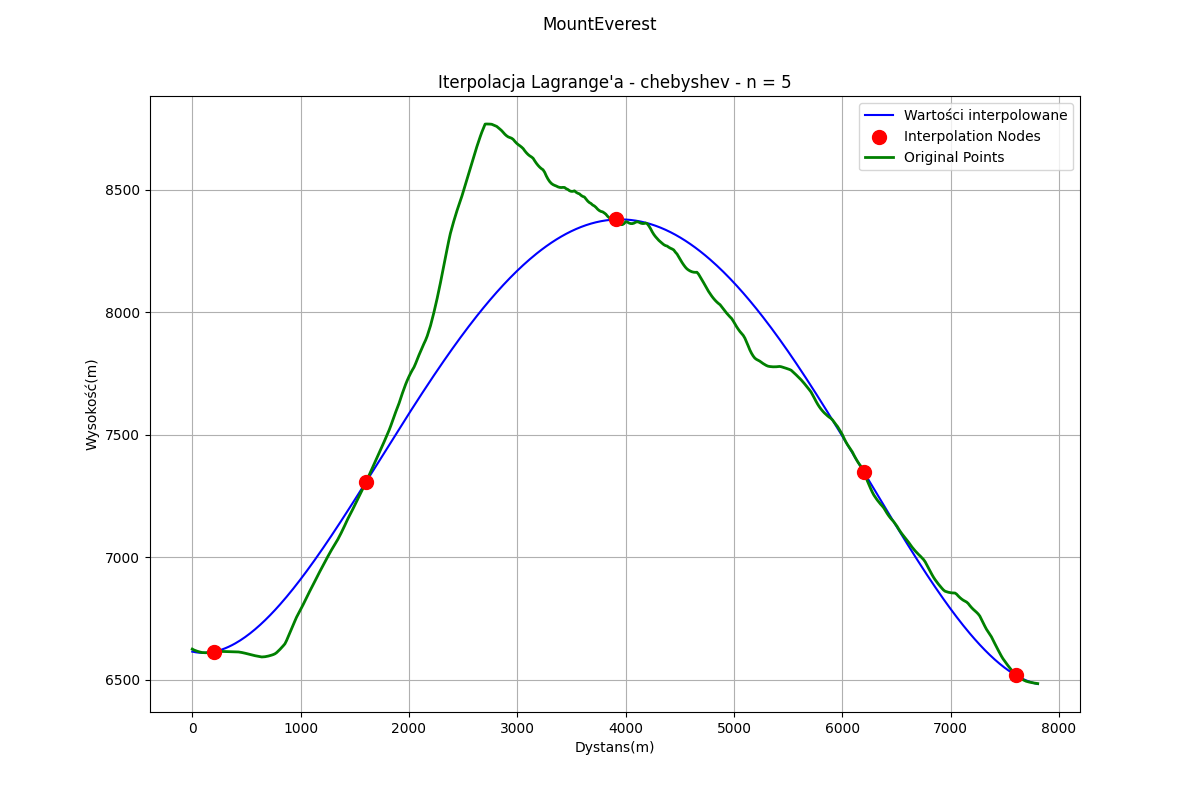 MountEverest
Iterpolacja Lagrange'a - chebyshev - n = 5
Wartości interpolowane
Interpolation Nodes
Original Points
8500
8000
7500
7000
6500
Wysokość(m)
0 1000 2000 3000 4000 5000 6000 7000 8000
Dystans(m)